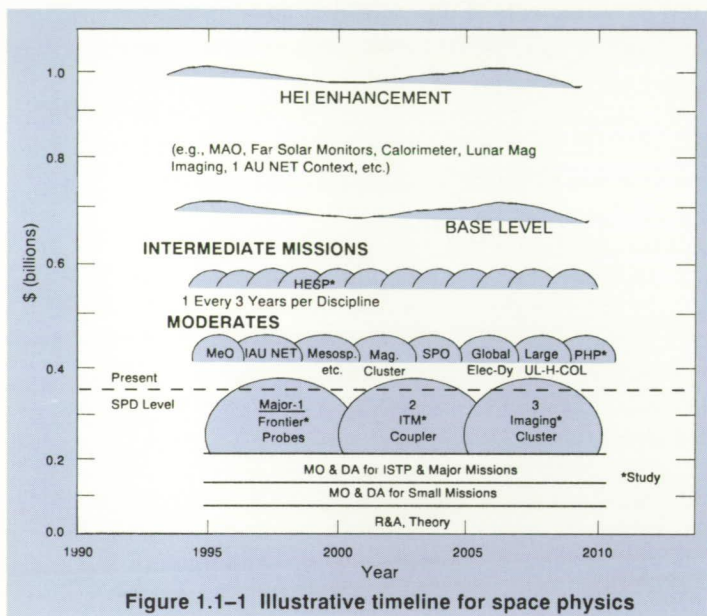 1.0
HEI ENHANCEMENT
(e.g., MAO, Far Solar Monitors, Calorimeter, Lunar Mag
Imaging, 1 AU NET Context, etc.)
0.8
BASE LEVEL
INTERMEDIATE MISSIONS
0.6
HESP*
1 Every 3 Years per Discipline
MODERATES
MeO IAU NET Mesosp. Mag. SPO Global Large PHP*
etc. Cluster Elec-Dy UL-H-COL
0.4
Present
SPD Level
Major-1 2 3
Frontier* ITM* Imaging*
Probes Coupler Cluster
0.2
MO & DA for ISTP & Major Missions
*Study
MO & DA for Small Missions
R&A, Theory
0.0
$ (billions)
1990 1995 2000 2005 2010
Year
Figure 1.1–1 Illustrative timeline for space physics